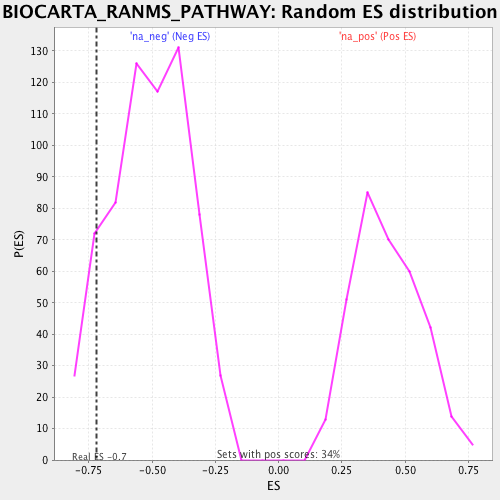 BIOCARTA_RANMS_PATHWAY: Random ES distribution
'na_neg' (Neg ES)
'na_pos' (Pos ES)
130
120
110
100
90
80
70
60
50
40
30
20
10
0
P(ES)
Real ES -0.7
Sets with pos scores: 34%
-0.75 -0.50 -0.25 0.00 0.25 0.50 0.75
ES